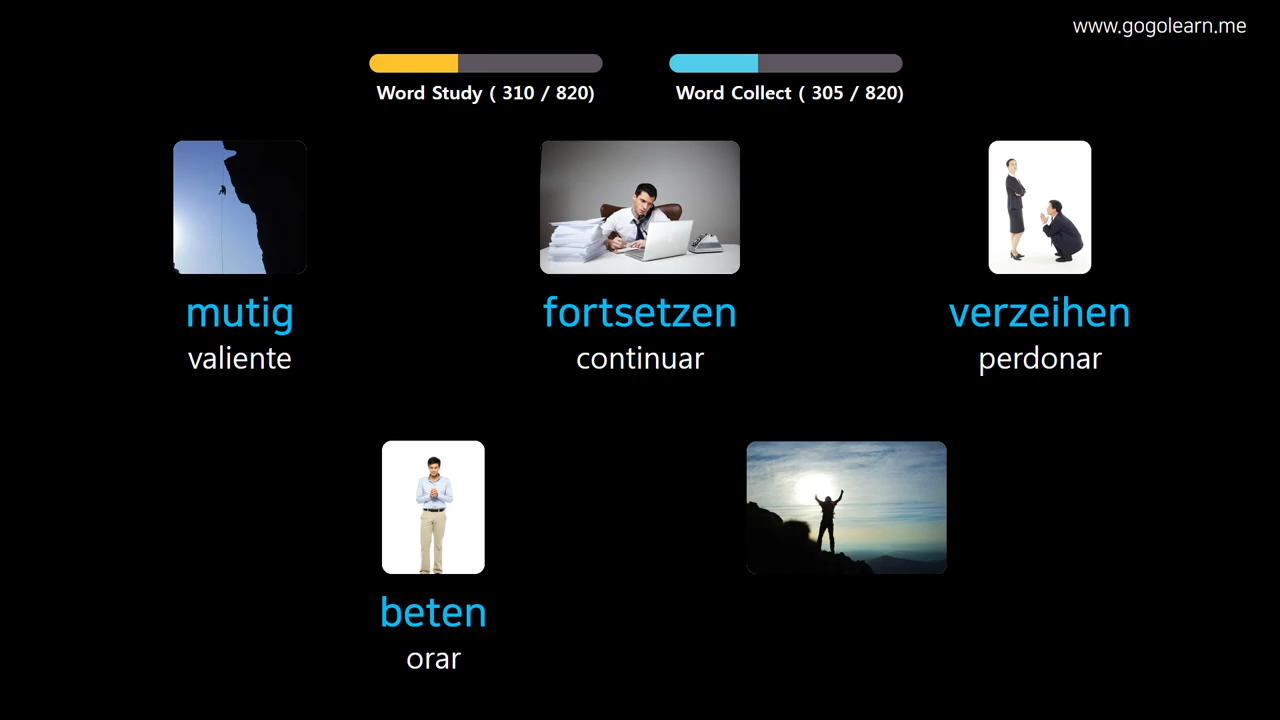 www.gogolearn.me
Word Study ( 310 / 820)
Word Collect ( 305 / 820)
mutig
valiente
fortsetzen
continuar
verzeihen
perdonar
beten
orar